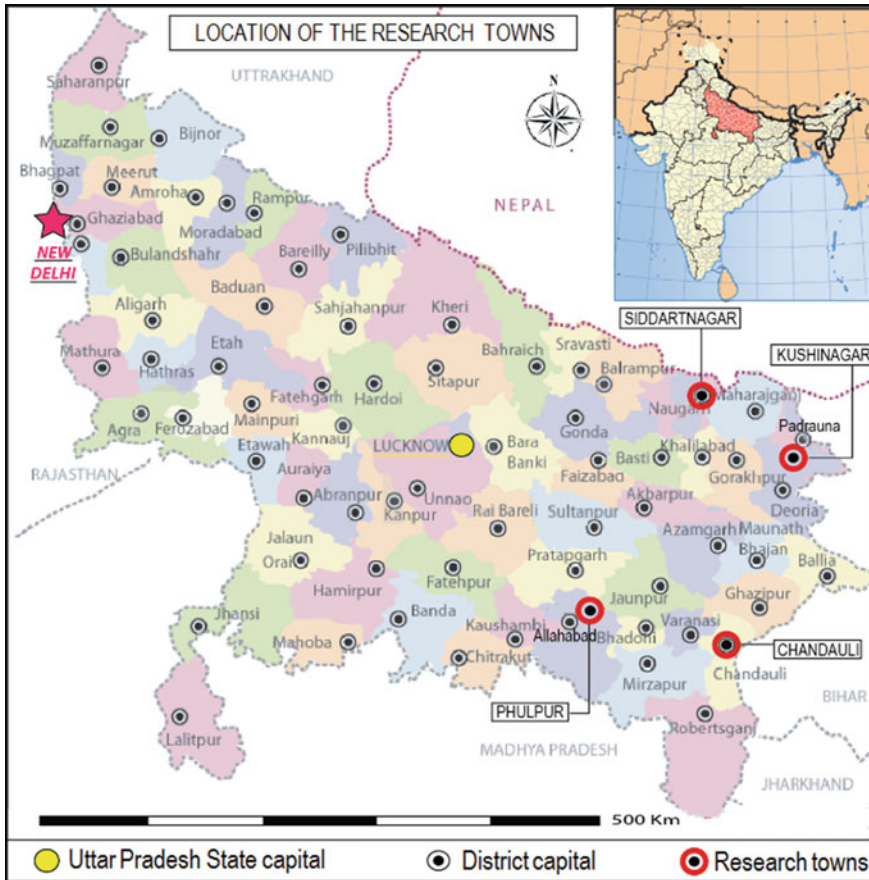 LOCATION OF THE RESEARCH TOWNS
UTTRAKHAND
Saharanpur
N
Muzaffarnagar
Bijnor
Bhagpat
Meerut
Amroha
Rampur
NEPAL
Ghaziabad
Moradabad
NEW
DELHI
Bulandshahr
Bareilly
Pilibhit
Baduan
Aligarh
Sahjahanpur
Kheri
SIDDARTNAGAR
Mathura
Hathras
Etah
Bahraich
Sravasti
KUSHINAGAR
Balrampur
Sitapur
Fatehgarh
Hardoi
Naugarh
Maharajganj
Agra
Ferozabad
Mainpuri
Kannauj
Gonda
Padrauna
Etawah
LUCKNOW
Bara
Banki
Basti
Khalilabad
RAJASTHAN
Auraiya
Faizabad
Gorakhpur
Abranpur
Unnao
Akbarpur
Deoria
Kanpur
Rai Bareli
Sultanpur
Azamgarh
Maunath
Bhajan
Jalaun
Orai
Pratapgarh
Ballia
Hamirpur
Fatehpur
Jaunpur
Ghazipur
Jhansi
Banda
Kaushambi
Varanasi
Mahoba
Allahabad
Bhadohi
Chitrakut
CHANDAULI
Chandauli
Mirzapur
BIHAR
PHULPUR
Robertsganj
Lalitpur
MADHYA PRADESH
JHARKHAND
500 Km
Uttar Pradesh State capital
District capital
Research towns